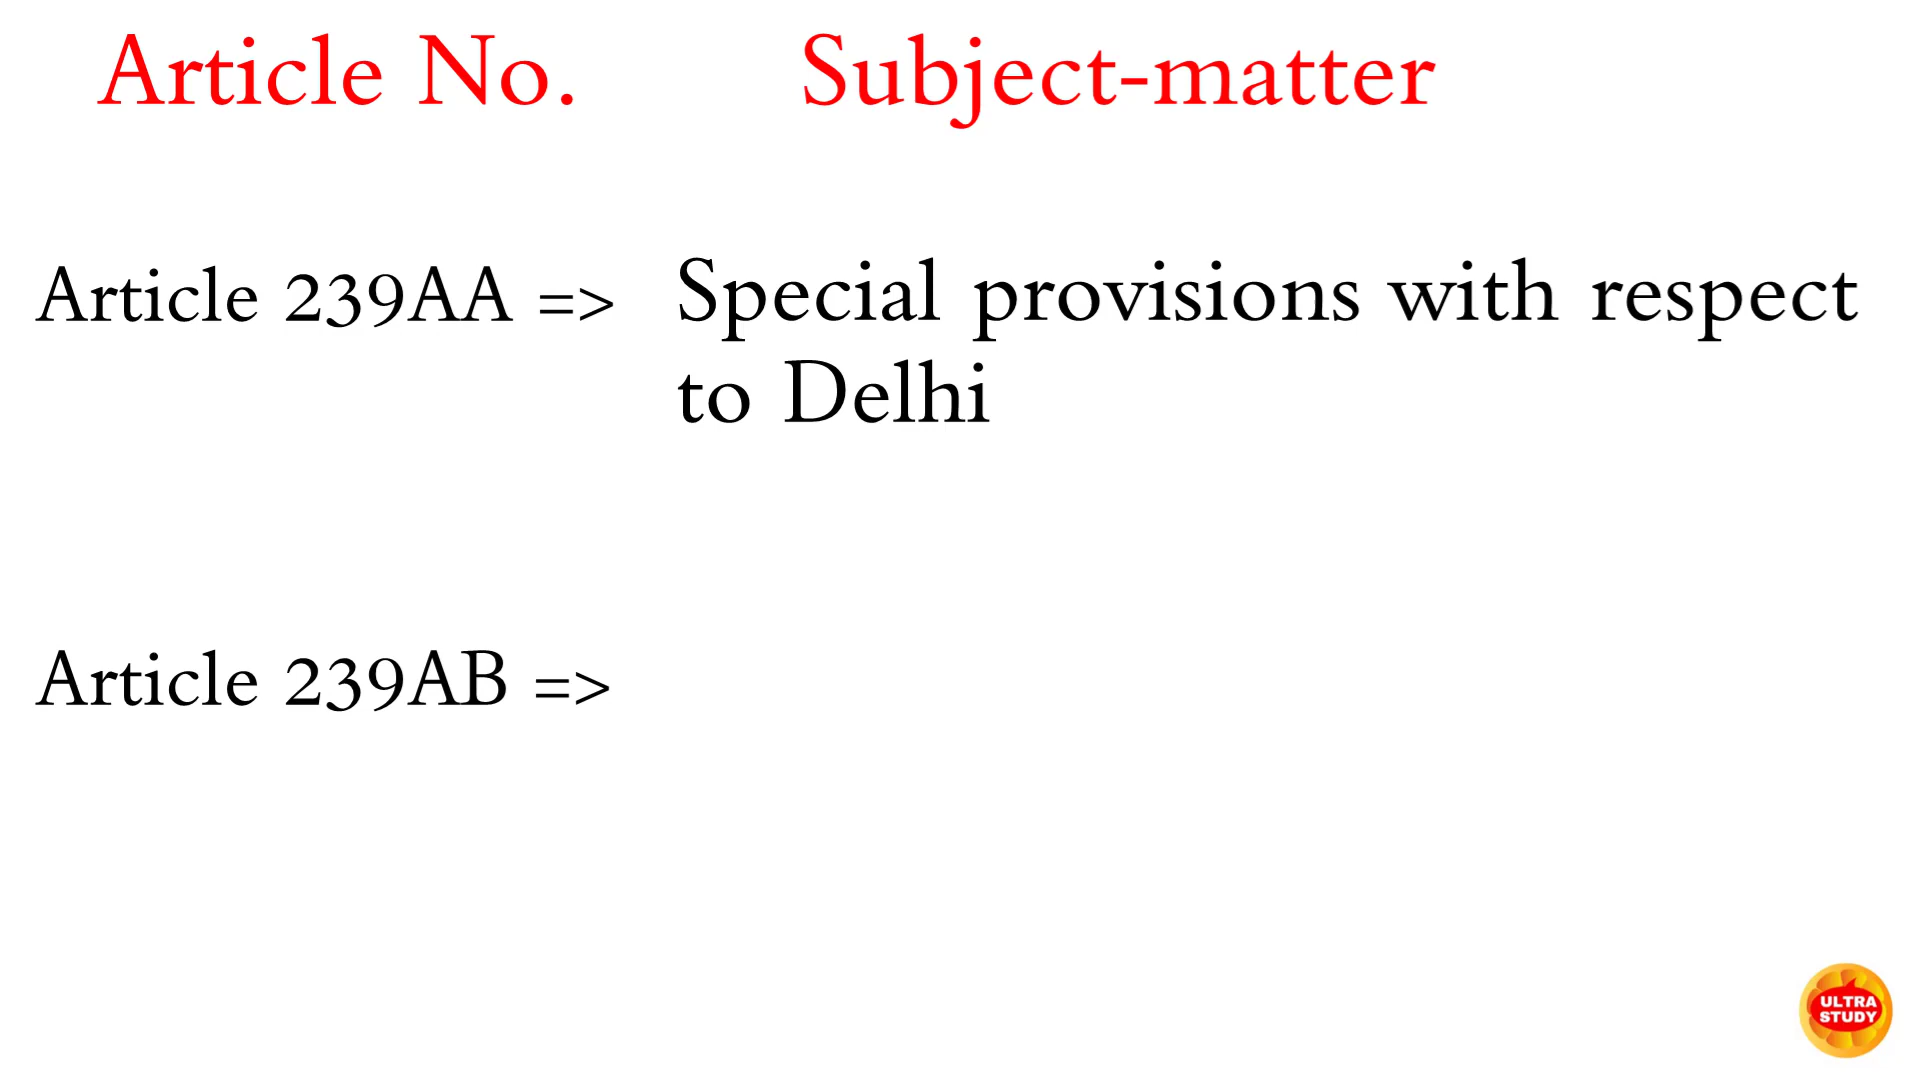 Article No. Subject-matter
Article 239AA => Special provisions with respect
to Delhi
Article 239AB =>
ULTRA
STUDY